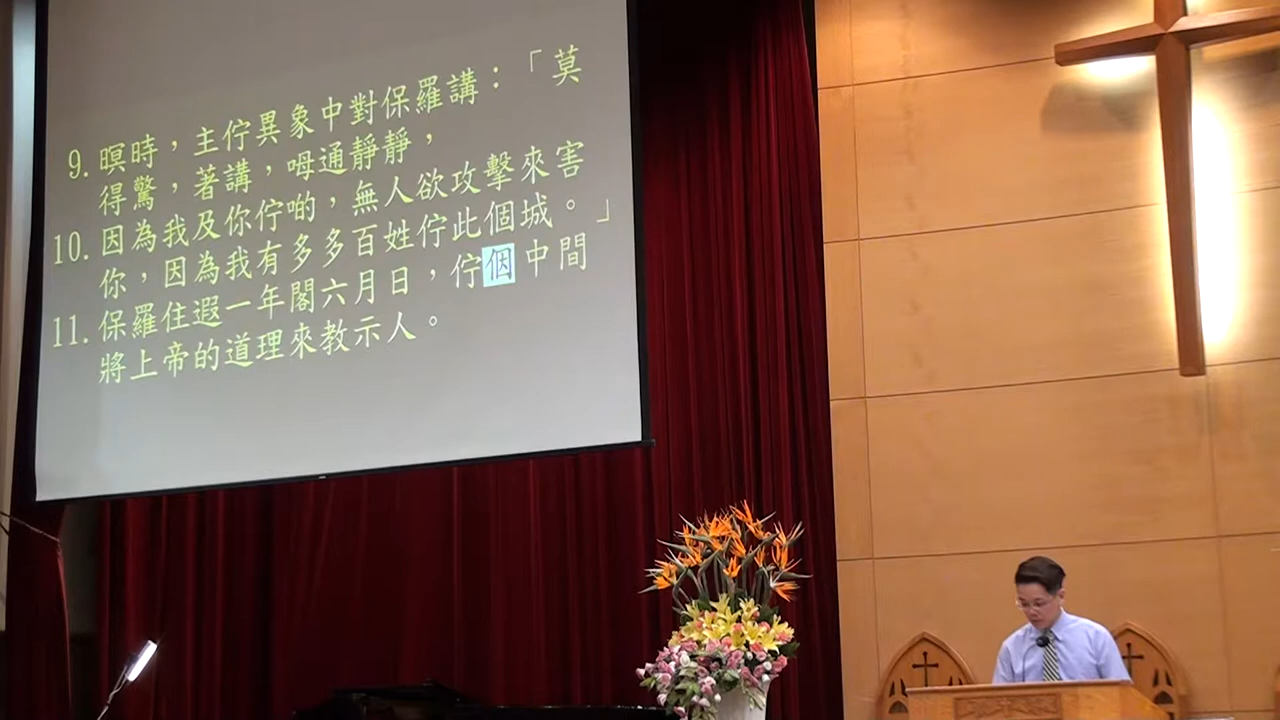 9. 暝時，主佇異象中對保羅講：「莫
得驚，著講，呣通靜靜，
10. 因為我及你佇啲，無人欲攻擊來害
你，因為我有多多百姓佇此個城。」
11. 保羅住遐一年閣六月日，佇個中間
將上帝的道理來教示人。